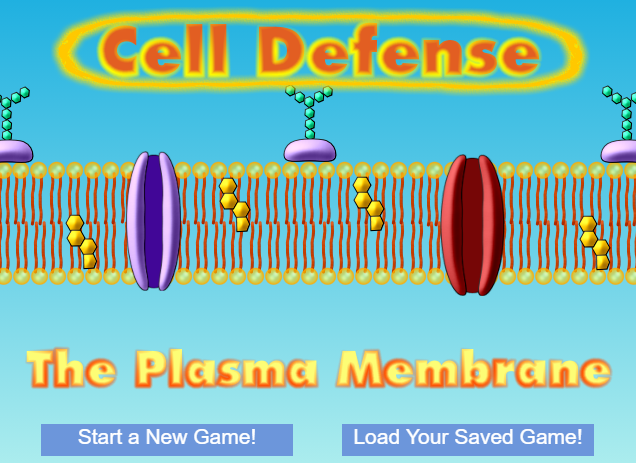 Cell Defense
The Plasma Membrane
Start a New Game!
Load Your Saved Game!